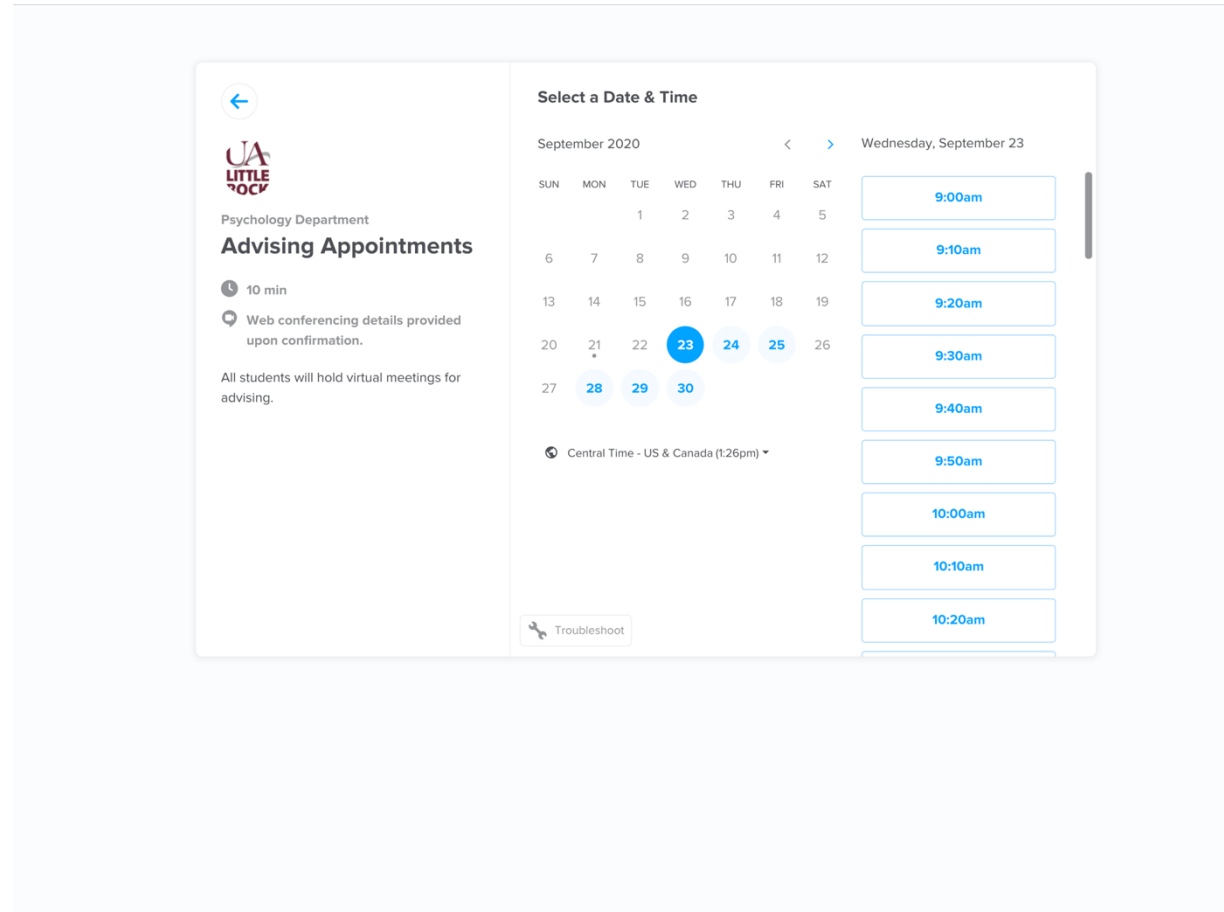 UA
LITTLE
ROCK
Psychology Department
Advising Appointments
10 min
Web conferencing details provided
upon confirmation.
All students will hold virtual meetings for
advising.
Select a Date & Time
September 2020
SUN MON TUE WED THU FRI SAT
1 2 3 4 5
6 7 8 9 10 11 12
13 14 15 16 17 18 19
20 21 22 23 24 25 26
27 28 29 30
Central Time - US & Canada (1:26pm)
Troubleshoot
Wednesday, September 23
9:00am
9:10am
9:20am
9:30am
9:40am
9:50am
10:00am
10:10am
10:20am